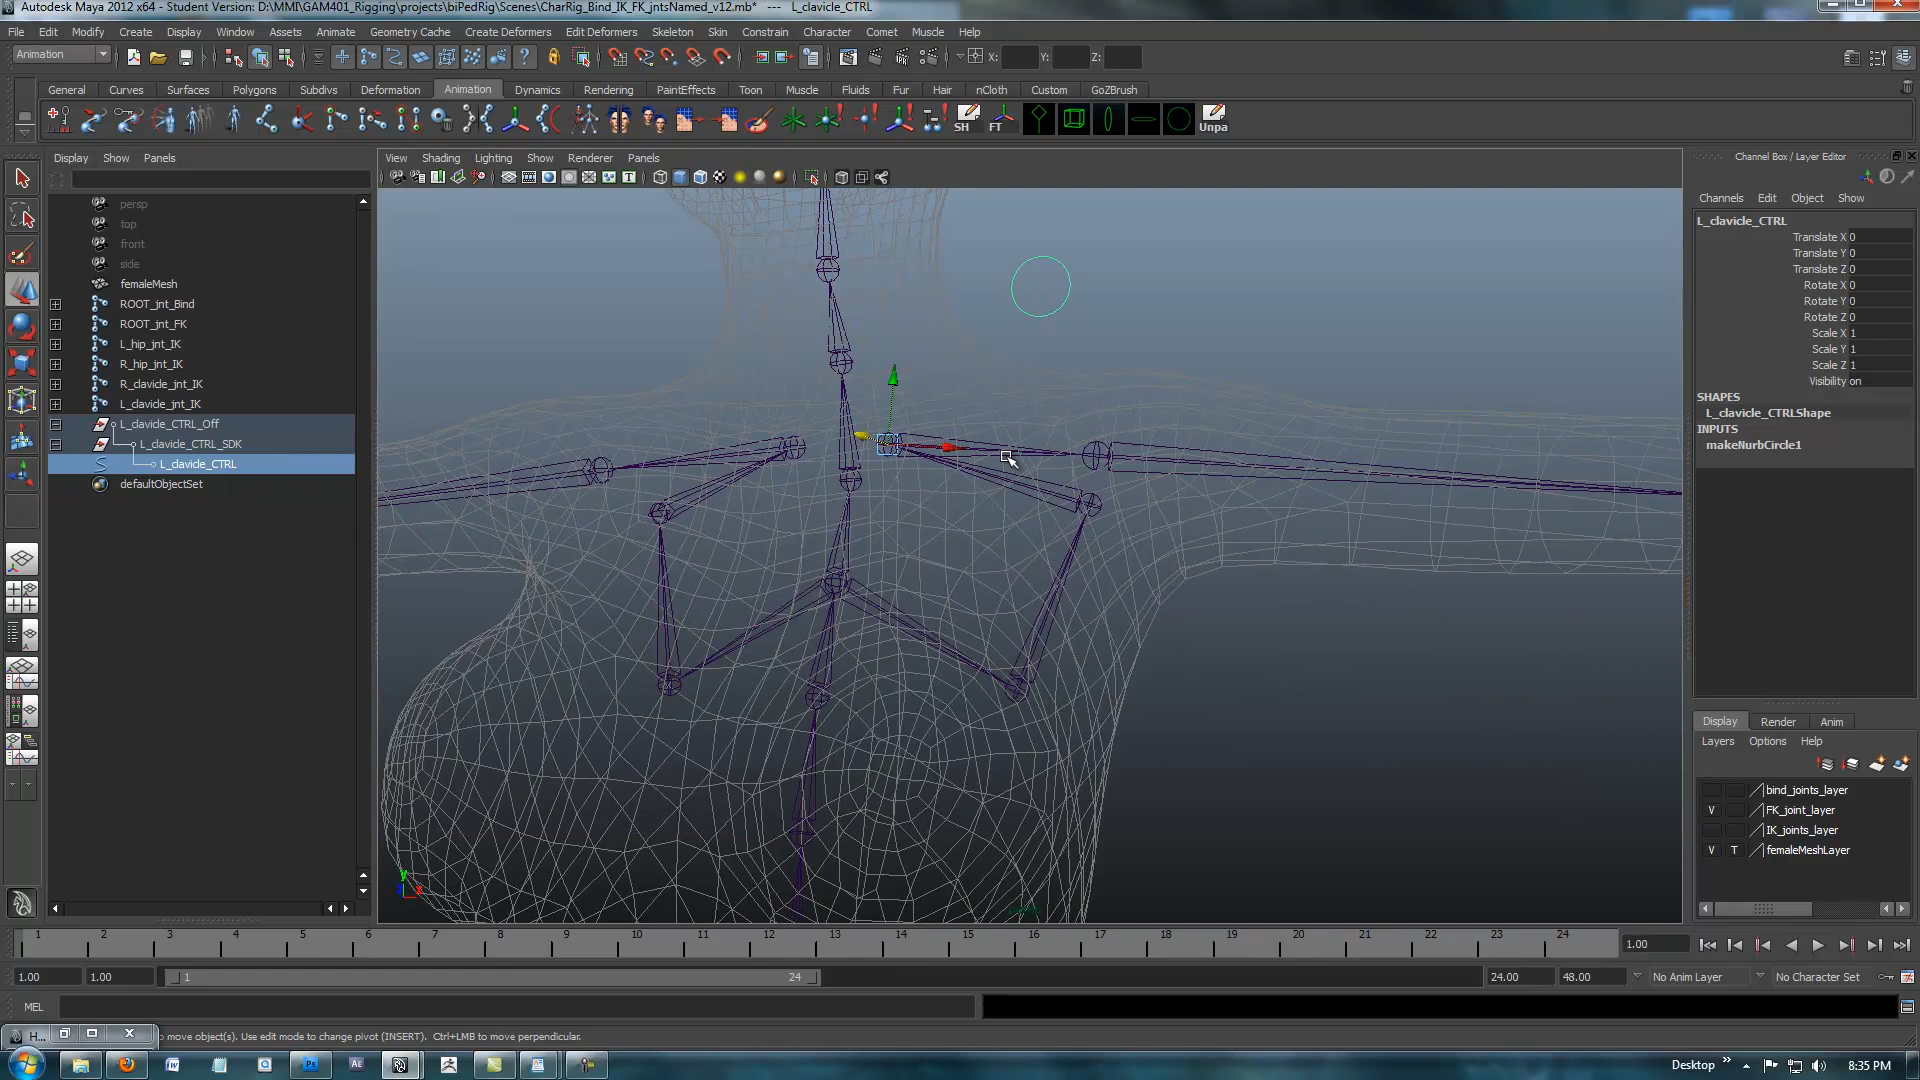 Autodesk Maya 2012 x64 - Student Version: D:\MMI\GAM401_Rigging\projects\biPedRig\Scenes\CharRig_Bind_IK_FK_jntsNamed_v12.mb* --- L_clavicle_CTRL
File Edit Modify Create Display Window Assets Animate Geometry Cache Create Deformers Edit Deformers Skeleton Skin Constrain Character Comet Muscle Help
Animation X: Y: Z:
General Curves Surfaces Polygons Subdivs Deformation Animation Dynamics Rendering PaintEffects Toon Muscle Fluids Fur Hair nCloth Custom GoZBrush
SH FT Unpa
Display Show Panels
View Shading Lighting Show Renderer Panels
Channel Box / Layer Editor
Channels Edit Object Show
persp
top
front
side
femaleMesh
ROOT_jnt_Bind
ROOT_jnt_FK
L_hip_jnt_IK
R_hip_jnt_IK
R_clavicle_jnt_IK
L_clavicle_jnt_IK
L_clavicle_CTRL_Off
L_clavicle_CTRL_SDK
L_clavicle_CTRL
defaultObjectSet
L_clavicle_CTRL
Translate X 0
Translate Y 0
Translate Z 0
Rotate X 0
Rotate Y 0
Rotate Z 0
Scale X 1
Scale Y 1
Scale Z 1
Visibility on
SHAPES
L_clavicle_CTRLShape
INPUTS
makeNurbCircle1
Display Render Anim
Layers Options Help
bind_joints_layer
V FK_joint_layer
IK_joints_layer
V T femaleMeshLayer
y
z x
1 2 3 4 5 6 7 8 9 10 11 12 13 14 15 16 17 18 19 20 21 22 23 24 1.00
1.00 1.00 1 24 24.00 48.00 No Anim Layer No Character Set
MEL
H... o move object(s). Use edit mode to change pivot (INSERT). Ctrl+LMB to move perpendicular.
W Ps Ae Desktop 8:35 PM